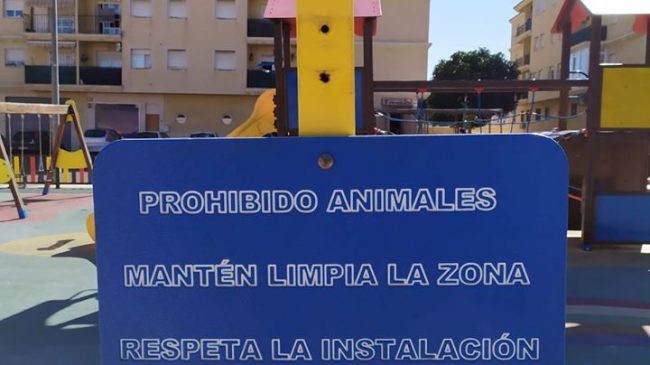 PROHIBIDO ANIMALES
MANTÉN LIMPIA LA ZONA
RESPETA LA INSTALACIÓN